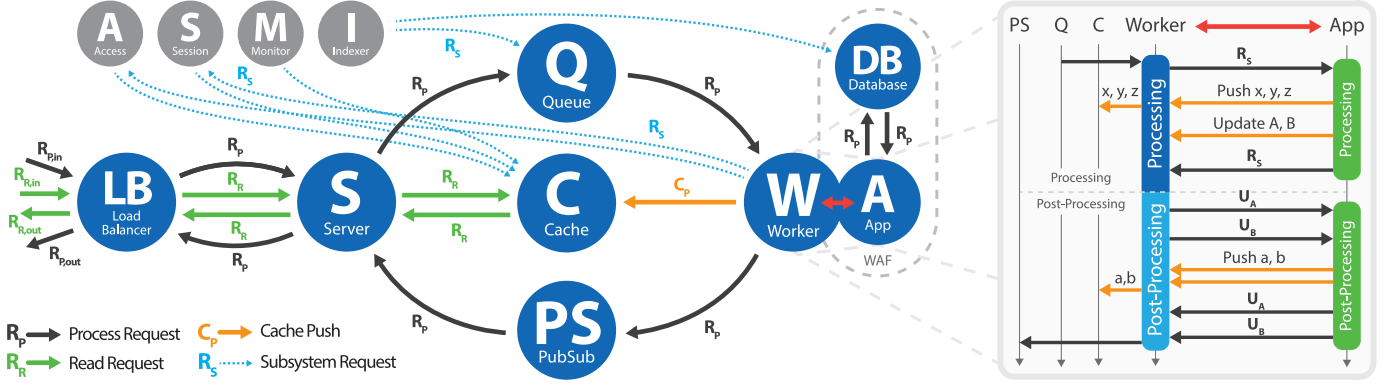 A
Access
S
Session
M
Monitor
I
Indexer
R_S
R_S
R_S
Q
Queue
R_P
R_P
DB
Database
R_P
R_P
R_P,in
R_R,in
R_R,out
R_P,out
LB
Load
Balancer
R_P
R_R
R_R
R_P
S
Server
R_R
R_R
C
Cache
C_P
W
Worker
A
App
WAF
R_P
PS
PubSub
R_P
R_P Process Request
C_P Cache Push
R_R Read Request
R_S Subsystem Request
PS Q C Worker App
R_S
x, y, z
Push x, y, z
Update A, B
R_S
Processing
Processing
Processing
Post-Processing
U_A
U_B
Push a, b
a,b
U_A
U_B
Post-Processing
Post-Processing